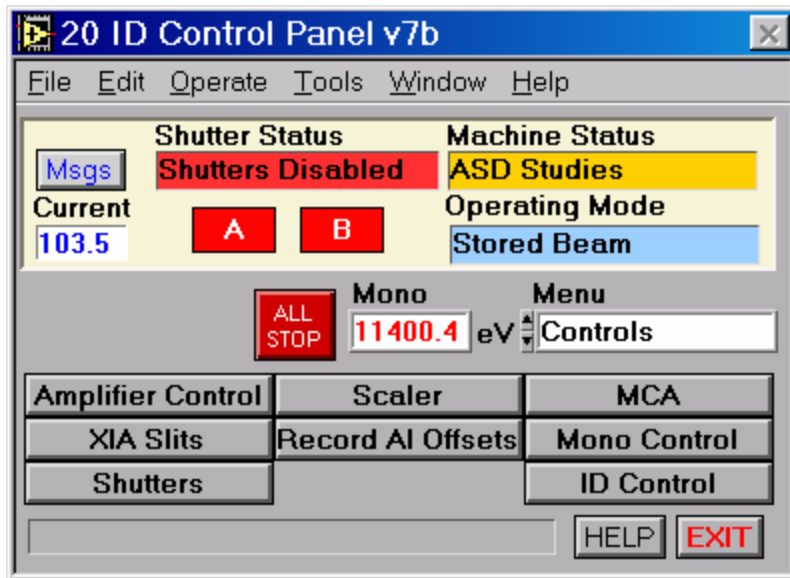 20 ID Control Panel v7b
File Edit Operate Tools Window Help
Shutter Status Machine Status
Msgs Shutters Disabled ASD Studies
Current Operating Mode
103.5 A B Stored Beam
Mono Menu
ALL
STOP 11400.4 eV Controls
Amplifier Control Scaler MCA
XIA Slits Record AI Offsets Mono Control
Shutters ID Control
HELP EXIT